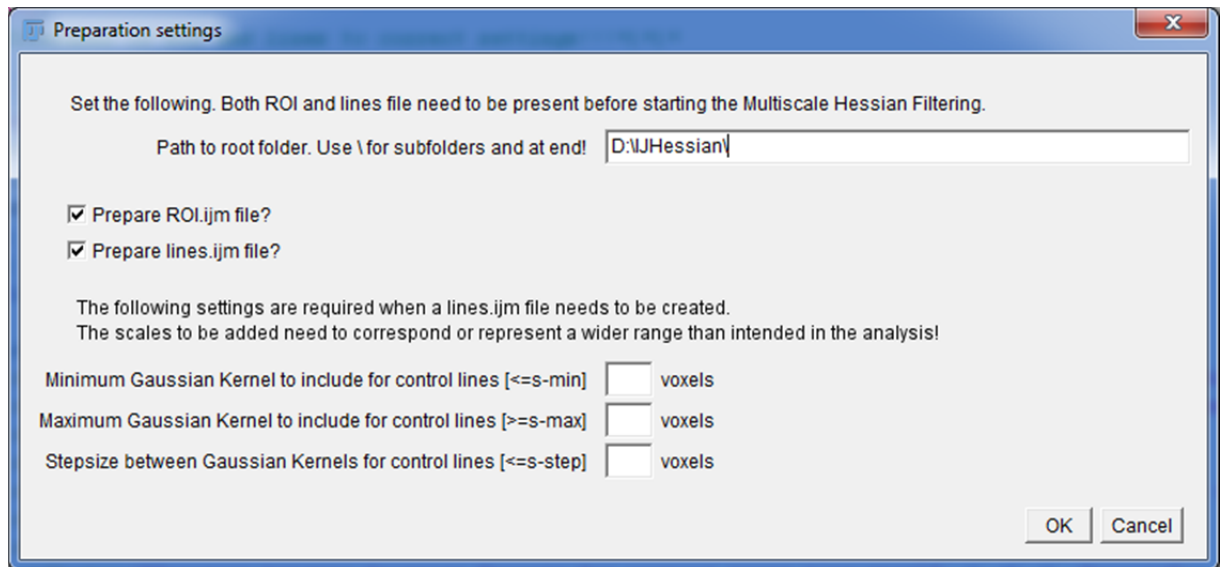 Preparation settings
Set the following. Both ROI and lines file need to be present before starting the Multiscale Hessian Filtering.
Path to root folder. Use \ for subfolders and at end! D:\IJHessian\
Prepare ROI.ijm file?
Prepare lines.ijm file?
The following settings are required when a lines.ijm file needs to be created.
The scales to be added need to correspond or represent a wider range than intended in the analysis!
Minimum Gaussian Kernel to include for control lines [<=s-min] voxels
Maximum Gaussian Kernel to include for control lines [>=s-max] voxels
Stepsize between Gaussian Kernels for control lines [<=s-step] voxels
OK Cancel